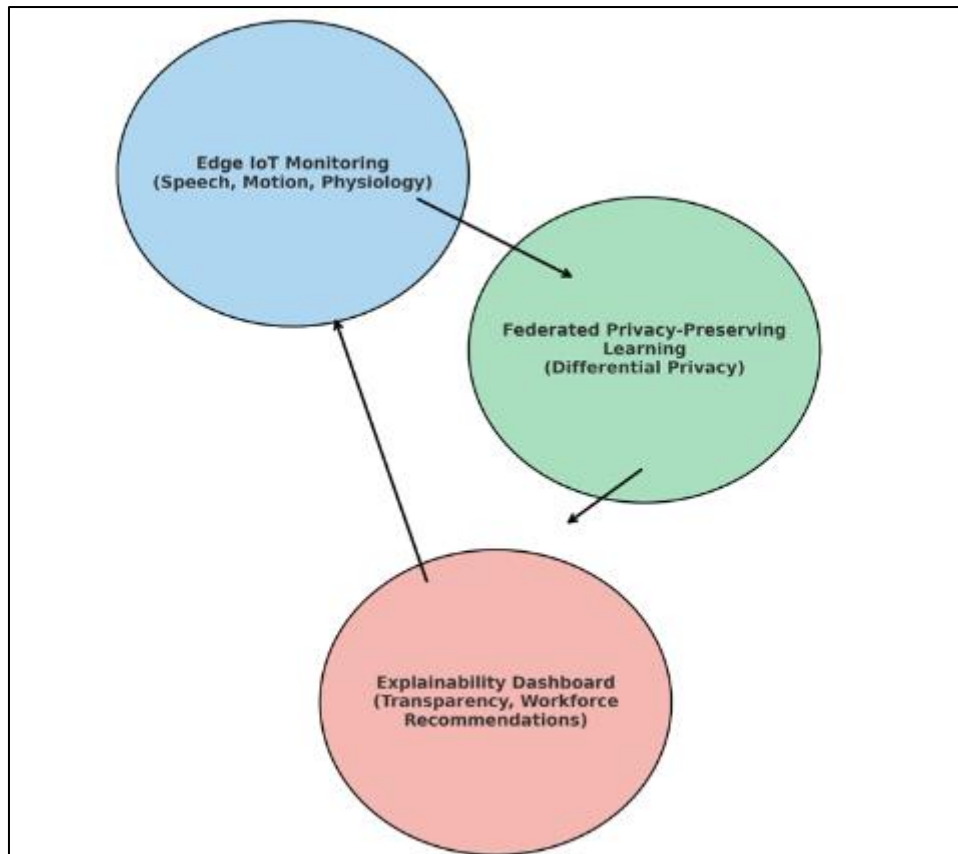 Edge IoT Monitoring
(Speech, Motion, Physiology)
Federated Privacy-Preserving
Learning
(Differential Privacy)
Explainability Dashboard
(Transparency, Workforce
Recommendations)